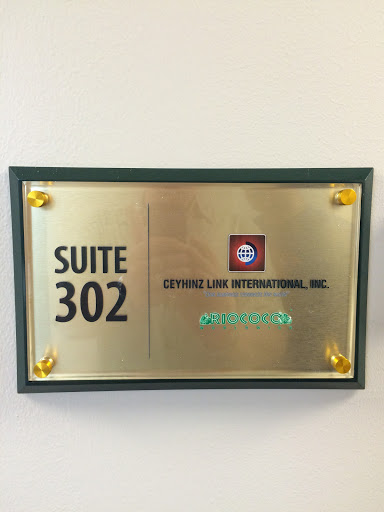 SUITE
302
CEYHINZ LINK INTERNATIONAL, INC.
RIOCOCO